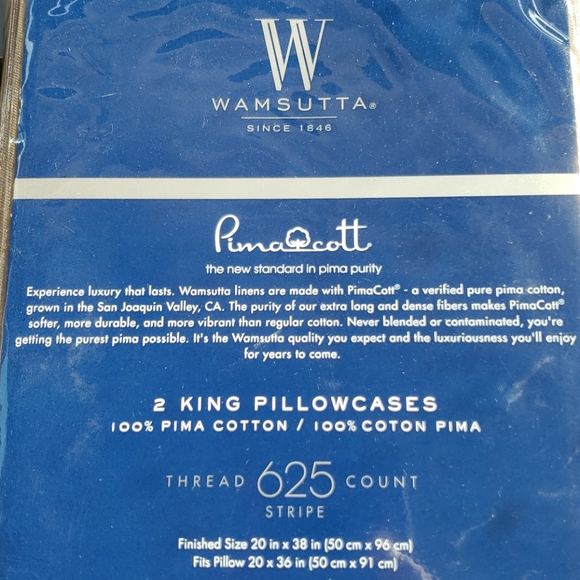 W
WAMSUTTA®
SINCE 1846
PimaCott
the new standard in pima purity
Experience luxury that lasts. Wamsutta linens are made with PimaCott® - a verified pure pima cotton,
grown in the San Joaquin Valley, CA. The purity of our extra long and dense fibers makes PimaCott®
softer, more durable, and more vibrant than regular cotton. Never blended or contaminated, you're
getting the purest pima possible. It's the Wamsutta quality you expect and the luxuriousness you'll enjoy
for years to come.
2 KING PILLOWCASES
100% PIMA COTTON / 100% COTON PIMA
THREAD 625 COUNT
STRIPE
Finished Size 20 in x 38 in (50 cm x 96 cm)
Fits Pillow 20 x 36 in (50 cm x 91 cm)